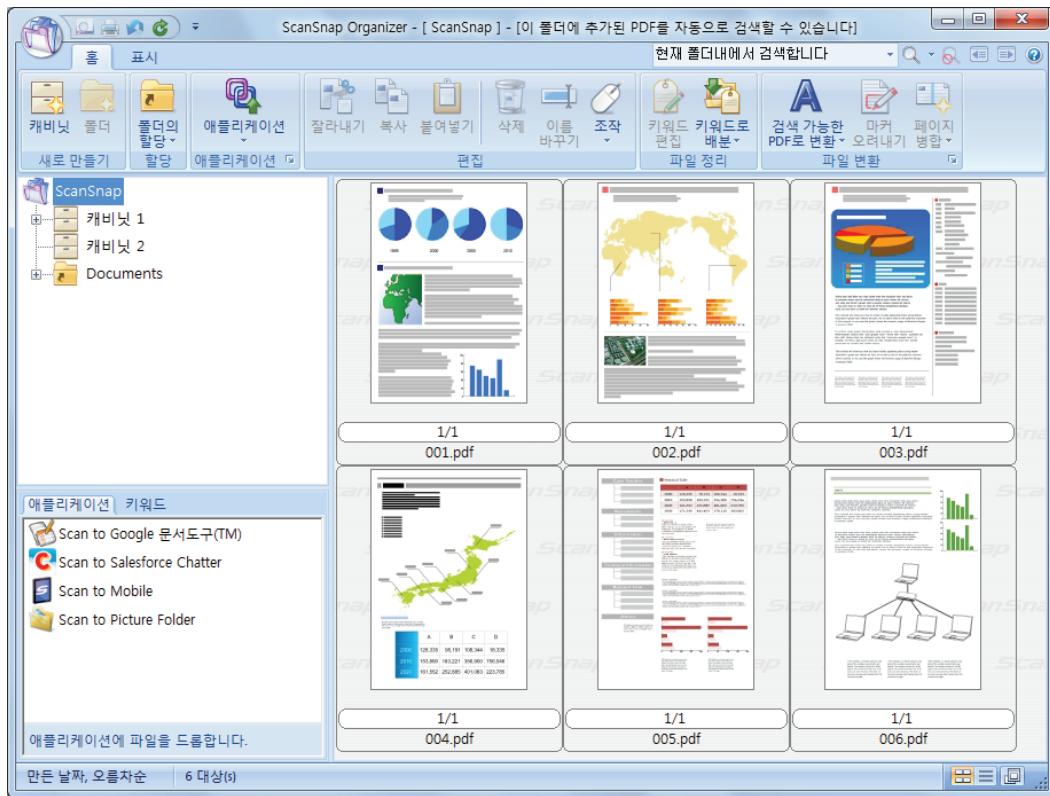 ScanSnap Organizer - [ ScanSnap ] - [이 폴더에 추가된 PDF를 자동으로 검색할 수 있습니다]
홈 표시
현재 폴더내에서 검색합니다
캐비닛 폴더 폴더의 할당 애플리케이션 잘라내기 복사 붙여넣기 삭제 이름 바꾸기 조작 키워드 편집 키워드로 배분 검색 가능한 PDF로 변환 마커 오려내기 페이지 병합
새로 만들기 할당 애플리케이션 편집 파일 정리 파일 변환
ScanSnap
캐비닛 1
캐비닛 2
Documents
애플리케이션 키워드
Scan to Google 문서도구(TM)
Scan to Salesforce Chatter
Scan to Mobile
Scan to Picture Folder
애플리케이션에 파일을 드롭합니다.
1/1
001.pdf
1/1
002.pdf
1/1
003.pdf
A B C D
1/1
004.pdf
1/1
005.pdf
1/1
006.pdf
만든 날짜, 오름차순 6 대상(s)